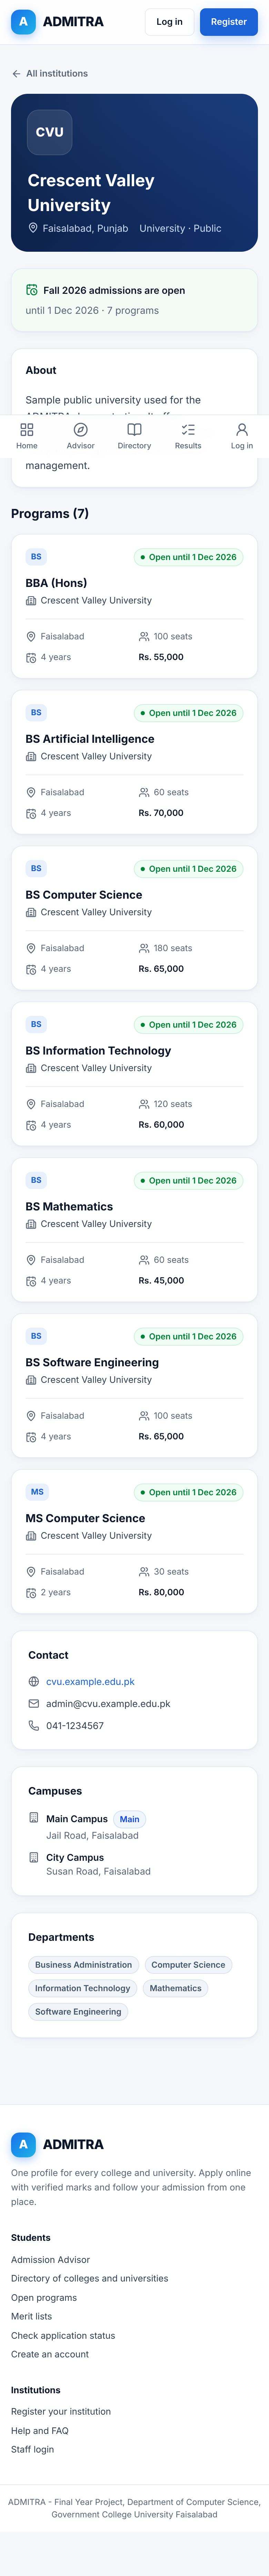 A ADMITRA Log in Register
All institutions
CVU
Crescent Valley
University
Faisalabad, Punjab University · Public
Fall 2026 admissions are open
until 1 Dec 2026 · 7 programs
About
Sample public university used for the
Home Advisor Directory Results Log in
management.
Programs (7)
BS Open until 1 Dec 2026
BBA (Hons)
Crescent Valley University
Faisalabad 100 seats
4 years Rs. 55,000
BS Open until 1 Dec 2026
BS Artificial Intelligence
Crescent Valley University
Faisalabad 60 seats
4 years Rs. 70,000
BS Open until 1 Dec 2026
BS Computer Science
Crescent Valley University
Faisalabad 180 seats
4 years Rs. 65,000
BS Open until 1 Dec 2026
BS Information Technology
Crescent Valley University
Faisalabad 120 seats
4 years Rs. 60,000
BS Open until 1 Dec 2026
BS Mathematics
Crescent Valley University
Faisalabad 60 seats
4 years Rs. 45,000
BS Open until 1 Dec 2026
BS Software Engineering
Crescent Valley University
Faisalabad 100 seats
4 years Rs. 65,000
MS Open until 1 Dec 2026
MS Computer Science
Crescent Valley University
Faisalabad 30 seats
2 years Rs. 80,000
Contact
cvu.example.edu.pk
admin@cvu.example.edu.pk
041-1234567
Campuses
Main Campus Main
Jail Road, Faisalabad
City Campus
Susan Road, Faisalabad
Departments
Business Administration Computer Science
Information Technology Mathematics
Software Engineering
A ADMITRA
One profile for every college and university. Apply online
with verified marks and follow your admission from one
place.
Students
Admission Advisor
Directory of colleges and universities
Open programs
Merit lists
Check application status
Create an account
Institutions
Register your institution
Help and FAQ
Staff login
ADMITRA - Final Year Project, Department of Computer Science,
Government College University Faisalabad